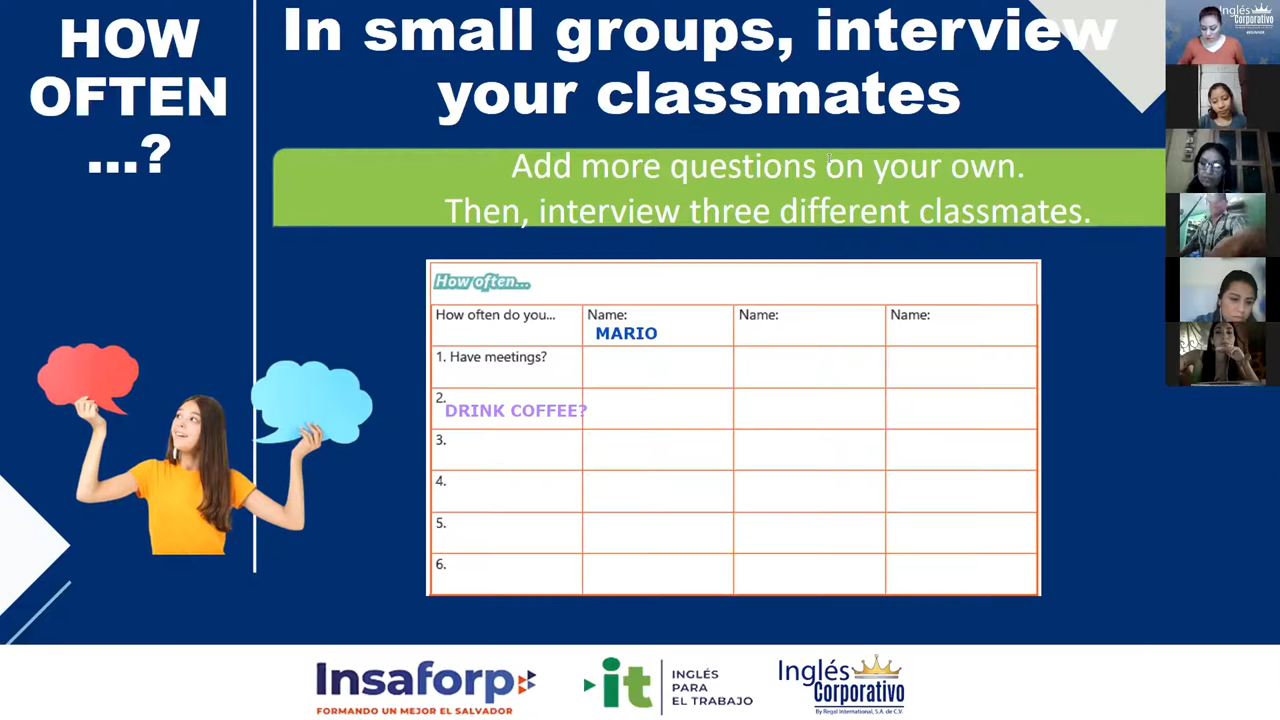 HOW
OFTEN
...?
In small groups, interview
your classmates
Add more questions on your own.
Then, interview three different classmates.
How often...
How often do you...
Name:
MARIO
Name:
Name:
1. Have meetings?
2.
DRINK COFFEE?
3.
4.
5.
6.
Insaforp
FORMANDO UN MEJOR EL SALVADOR
it
INGLÉS
PARA
EL TRABAJO
Inglés
Corporativo
By Regal International, S.A. de C.V.
Inglés
Corporativo